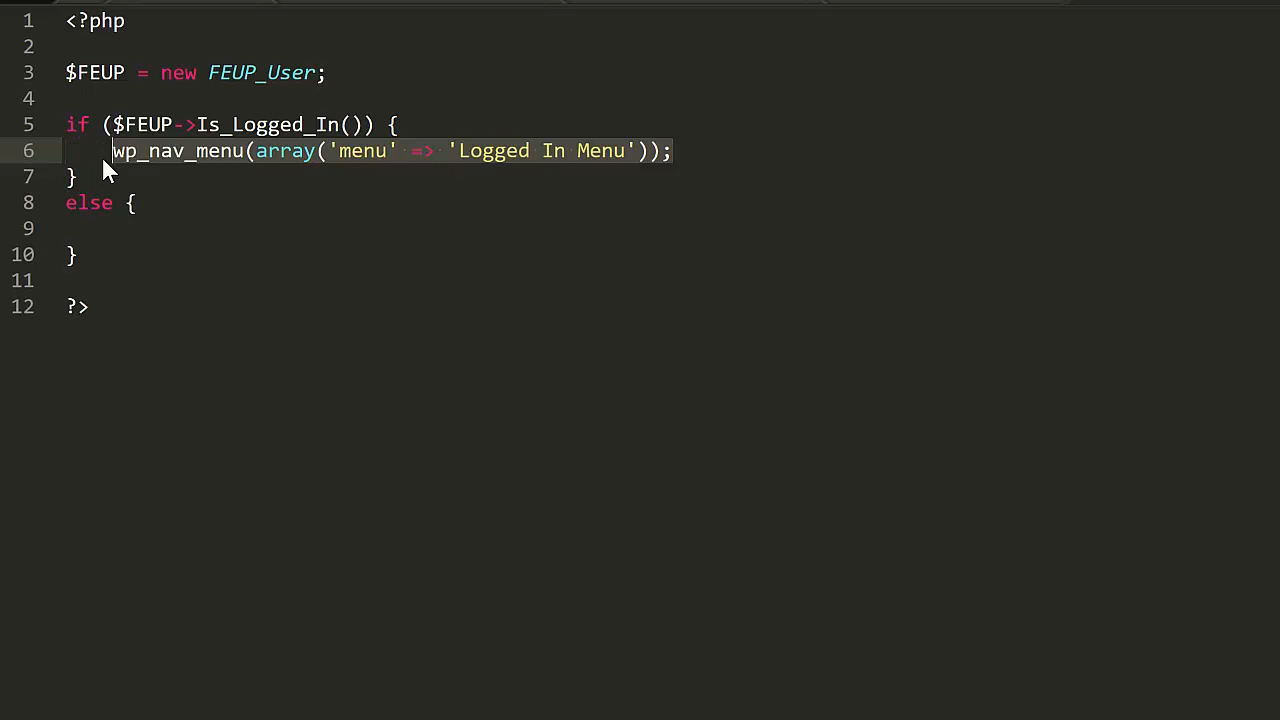 1 <?php
2
3 $FEUP = new FEUP_User;
4
5 if ($FEUP->Is_Logged_In()) {
6 wp_nav_menu(array('menu' => 'Logged In Menu'));
7 }
8 else {
9
10 }
11
12 ?>